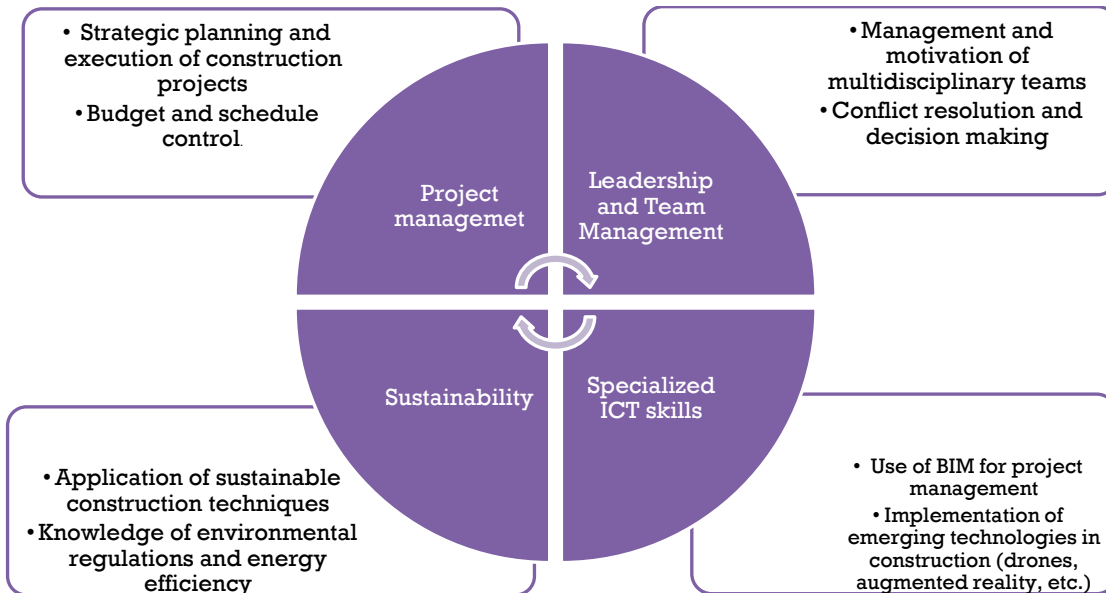 • Strategic planning and
execution of construction
projects
• Budget and schedule
control.
• Management and
motivation of
multidisciplinary teams
• Conflict resolution and
decision making
Project
managemet
Leadership
and Team
Management
Sustainability
Specialized
ICT skills
• Application of sustainable
construction techniques
• Knowledge of environmental
regulations and energy
efficiency
• Use of BIM for project
management
• Implementation of
emerging technologies in
construction (drones,
augmented reality, etc.)